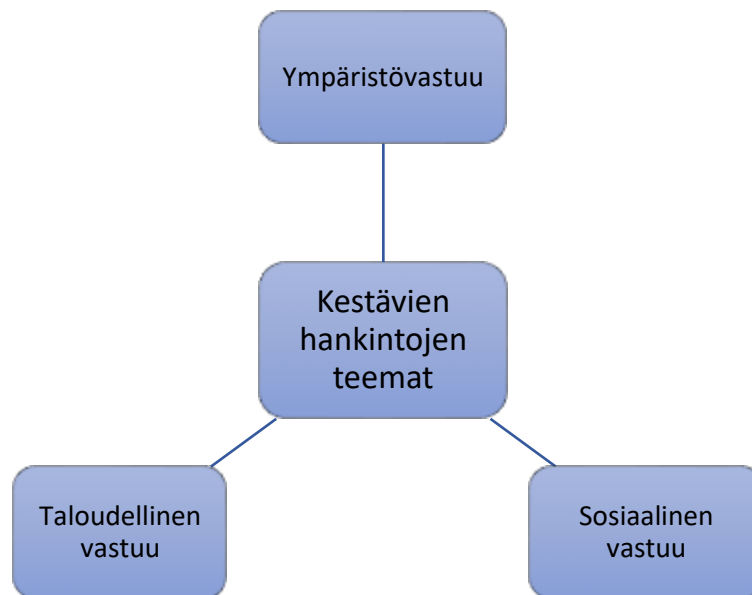 Ympäristövastuu
Kestävien
hankintojen
teemat
Taloudellinen
vastuu
Sosiaalinen
vastuu